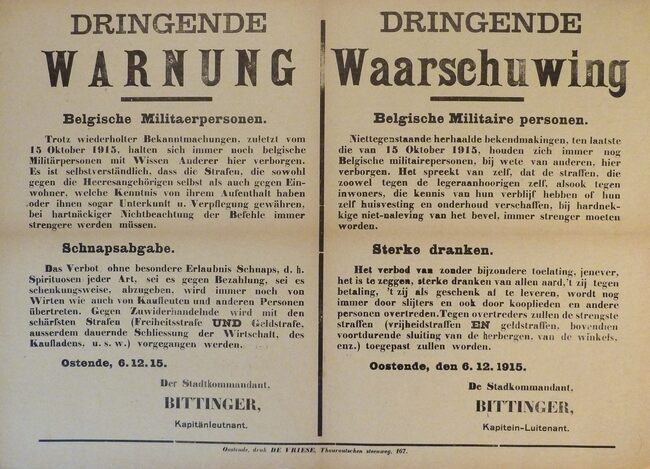 DRINGENDE
WARNUNG
Belgische Militaerpersonen.
Trotz wiederholter Bekanntmachungen, zuletzt vom
15 Oktober 1915, halten sich immer noch belgische
Militärpersonen mit Wissen Anderer hier verborgen.
Es ist selbstverständlich, dass die Strafen, die sowohl
gegen die Heeresangehörigen selbst als auch gegen Ein-
wohner, welche Kenntnis von ihrem Aufenthalt haben
oder ihnen sogar Unterkunft u. Verpflegung gewähren,
bei hartnäckiger Nichtbeachtung der Befehle immer
strengere werden müssen.
Schnapsabgabe.
Das Verbot ohne besondere Erlaubnis Schnaps, d. h.
Spirituosen jeder Art, sei es gegen Bezahlung, sei es
schenkungsweise, abzugeben, wird immer noch von
Wirten wie auch von Kaufleuten und anderen Personen
übertreten. Gegen Zuwiderhandelnde wird mit den
schärfsten Strafen (Freiheitsstrafe UND Geldstrafe,
ausserdem dauernde Schliessung der Wirtschaft, des
Kaufladens, u. s. w.) vorgegangen werden.
Ostende, 6. 12. 15.
Der Stadtkommandant,
BITTINGER,
Kapitänleutnant.
DRINGENDE
Waarschuwing
Belgische Militaire personen.
Niettegenstaande herhaalde bekendmakingen, ten laatste
die van 15 Oktober 1915, houden zich immer nog
Belgische militairepersonen, bij wete van anderen, hier
verborgen. Het spreekt van zelf, dat de straffen, die
zoowel tegen de legeraanhoorigen zelf, alsook tegen
inwoners, die kennis van hun verblijf hebben of hun
zelf huisvesting en onderhoud verschaffen, bij hardnek-
kige niet-naleving van het bevel, immer strenger moeten
worden.
Sterke dranken.
Het verbod van zonder bijzondere toelating, jenever,
het is te zeggen, sterke dranken van allen aard,'t zij tegen
betaling, 't zij als geschenk af te leveren, wordt nog
immer door slijters en ook door kooplieden en andere
personen overtreden.Tegen overtreders zullen de strengste
straffen (vrijheidstraffen EN geldstraffen, bovendien
voortdurende sluiting van de herbergen, van de winkels,
enz.) toegepast zullen worden.
Oostende, den 6. 12. 1915.
De Stadkommandant,
BITTINGER,
Kapitein-Luitenant.
Oostende, druk DE VRIESE, Thouroutschen steenweg, 167.